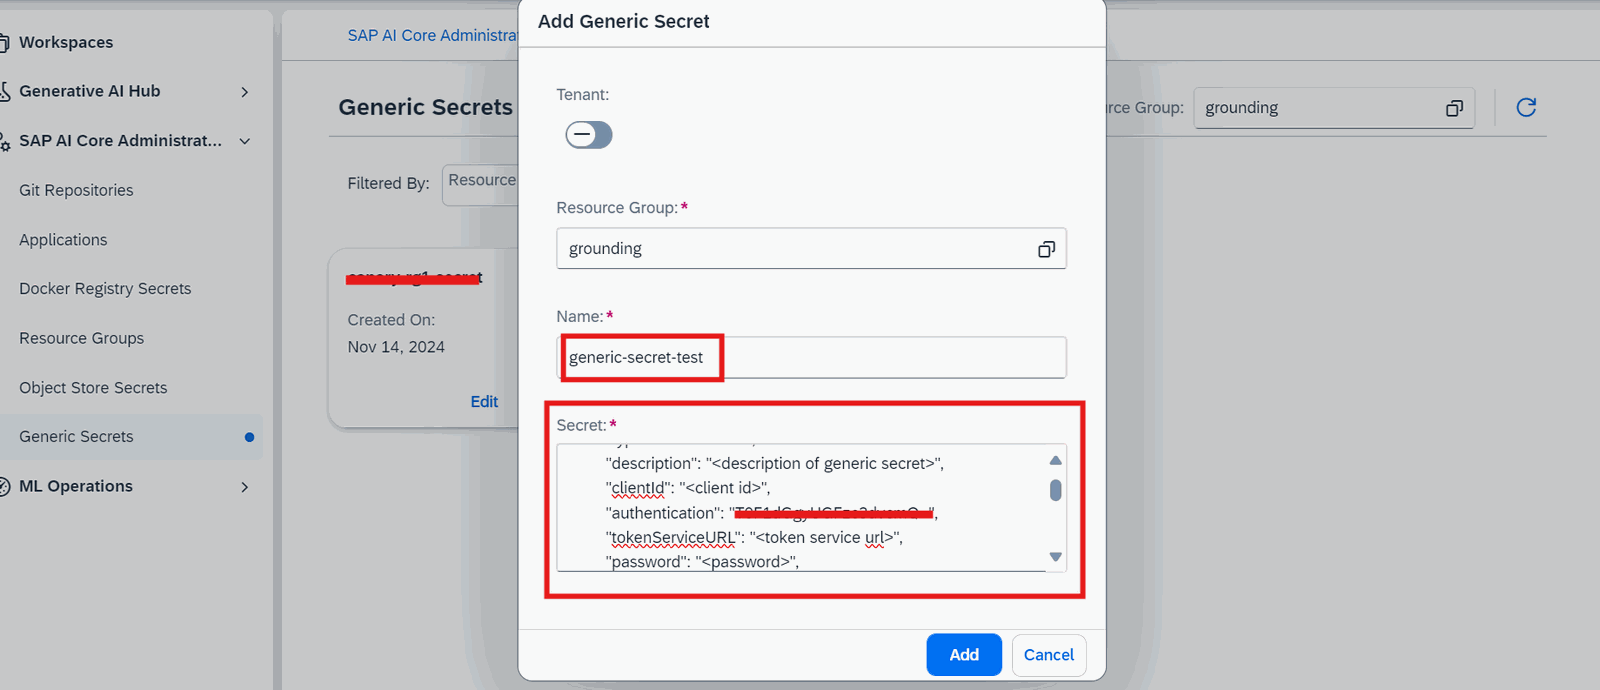 Workspaces
Generative AI Hub
SAP AI Core Administrat...
Git Repositories
Applications
Docker Registry Secrets
Resource Groups
Object Store Secrets
Generic Secrets
ML Operations
SAP AI Core Administra
Generic Secrets
Group:
grounding
Filtered By:
Resource
Created On:
Nov 14, 2024
Edit
Add Generic Secret
Tenant:
Resource Group:*
grounding
Name:*
generic-secret-test
Secret:*
"description": "<description of generic secret>",
"clientId": "<client id>",
"authentication": "
"tokenServiceURL": "<token service url>",
"password": "<password>",
Add
Cancel